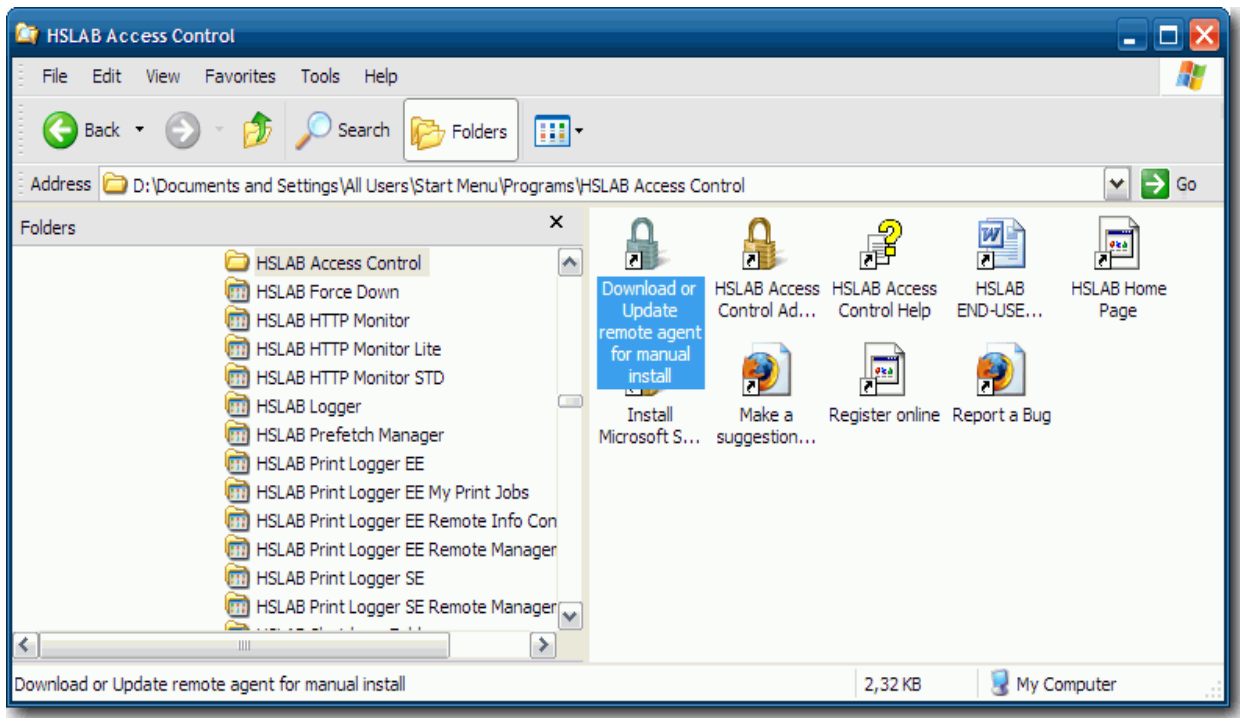 HSLAB Access Control
File Edit View Favorites Tools Help
Back Search Folders
Address D:\Documents and Settings\All Users\Start Menu\Programs\HSLAB Access Control Go
Folders
HSLAB Access Control
HSLAB Force Down
HSLAB HTTP Monitor
HSLAB HTTP Monitor Lite
HSLAB HTTP Monitor STD
HSLAB Logger
HSLAB Prefetch Manager
HSLAB Print Logger EE
HSLAB Print Logger EE My Print Jobs
HSLAB Print Logger EE Remote Info Con
HSLAB Print Logger EE Remote Manager
HSLAB Print Logger SE
HSLAB Print Logger SE Remote Manager
Download or
Update
remote agent
for manual
install
HSLAB Access
Control Ad...
HSLAB Access
Control Help
HSLAB
END-USE...
HSLAB Home
Page
Install
Microsoft S...
Make a
suggestion...
Register online
Report a Bug
Download or Update remote agent for manual install
2,32 KB
My Computer